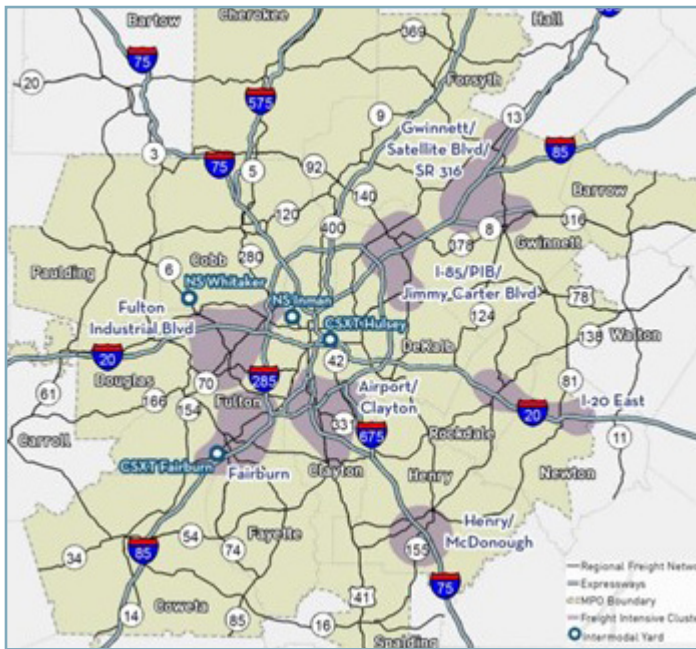 Bartow
Cherokee
Hall
75
369
20
575
Forsyth
13
9
Gwinnett/
Satellite Blvd/
SR 316
85
3
75
5
92
140
Barrow
120
400
8
316
Cobb
280
378
Gwinnett
Paulding
6
NS Whitaker
I-85/PIB/
Jimmy Carter Blvd
78
NS Inman
Fulton
Industrial Blvd
CSXT Hulsey
124
Walton
138
20
42
DeKalb
Douglas
285
Airport/
Clayton
81
61
70
166
154
Fulton
20
I-20 East
331
675
Rockdale
11
Carroll
CSXT Fairburn
Fairburn
Clayton
Henry
Newton
Henry/
McDonough
54
Fayette
155
34
85
74
75
Regional Freight Netw
Expressways
MPO Boundary
Freight Intensive Cluste
Intermodal Yard
41
Coweta
14
85
16
Spalding